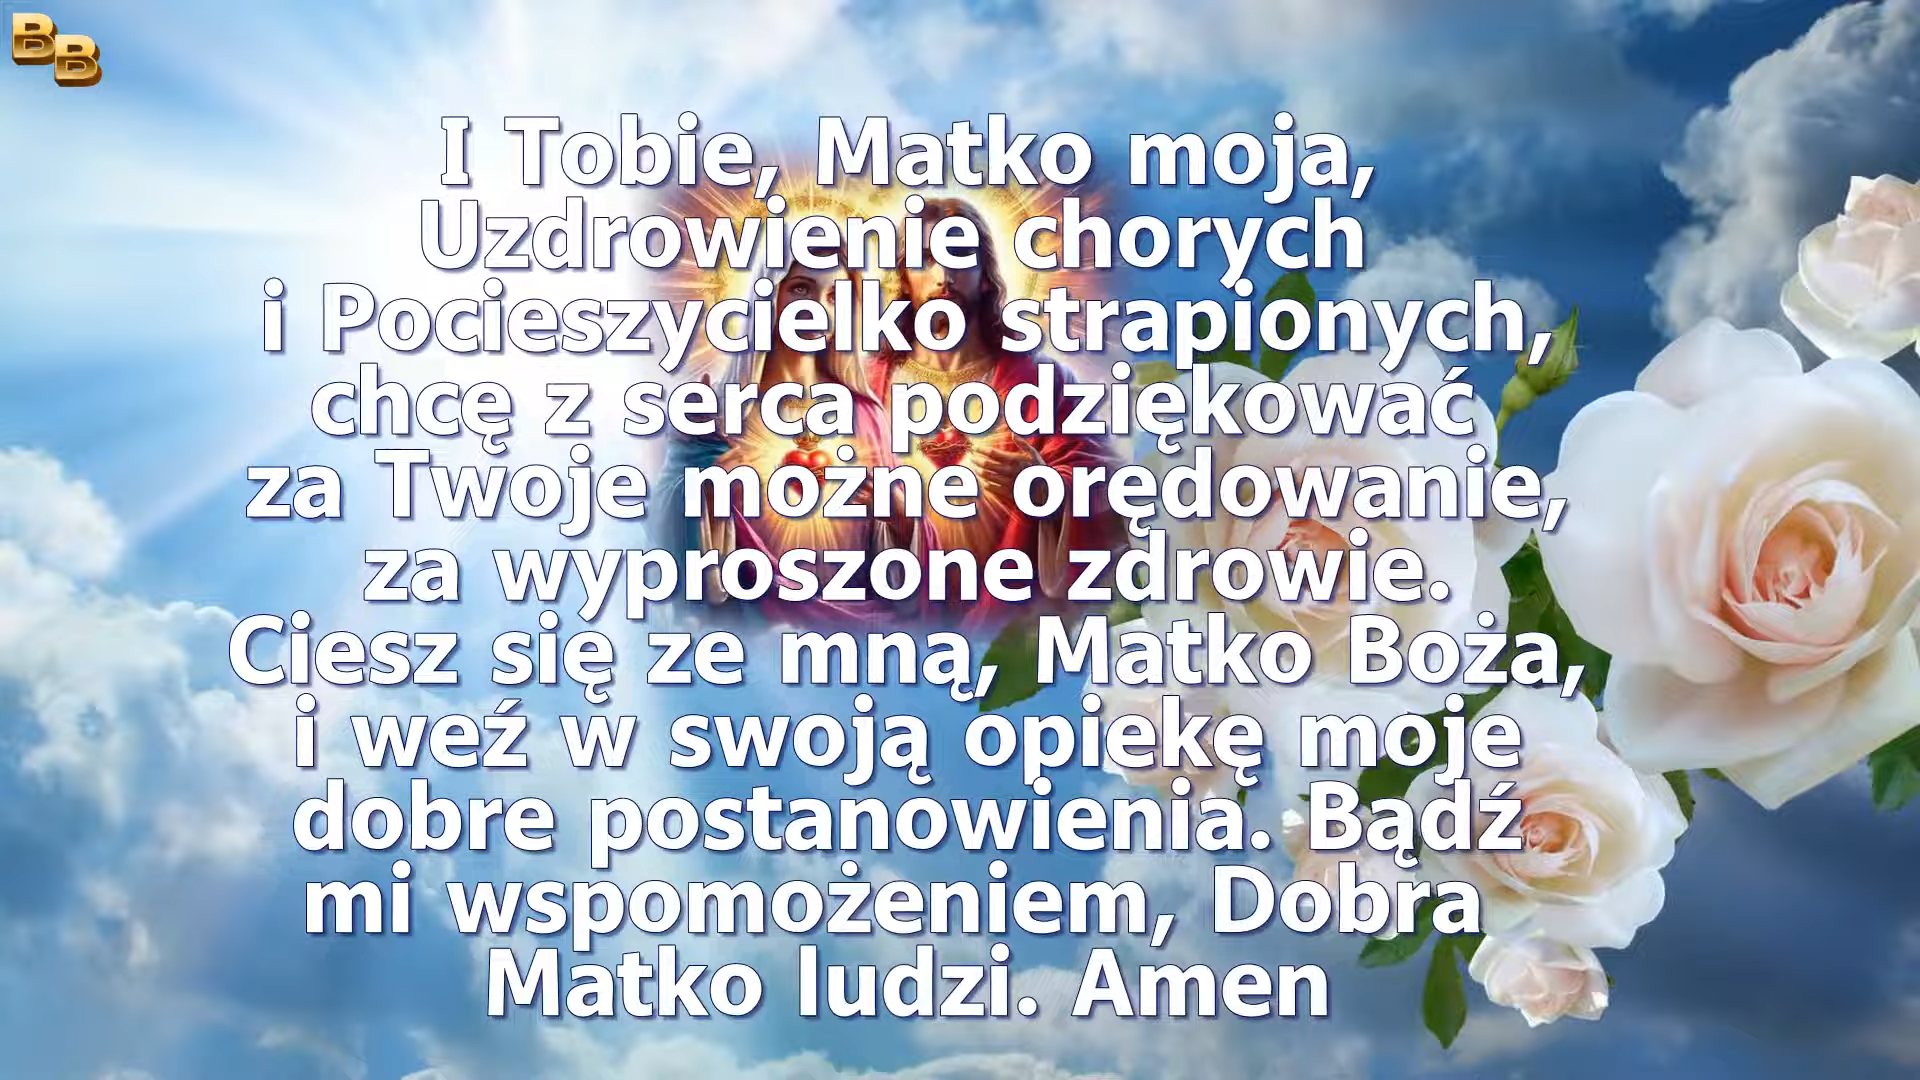 BB
I Tobie, Matko moja,
Uzdrowienie chorych
i Pocieszycielko strapionych,
chcę z serca podziękować
za Twoje możne orędowanie,
za wyproszone zdrowie.
Ciesz się ze mną, Matko Boża,
i weź w swoją opiekę moje
dobre postanowienia. Bądź
mi wspomożeniem, Dobra
Matko ludzi. Amen